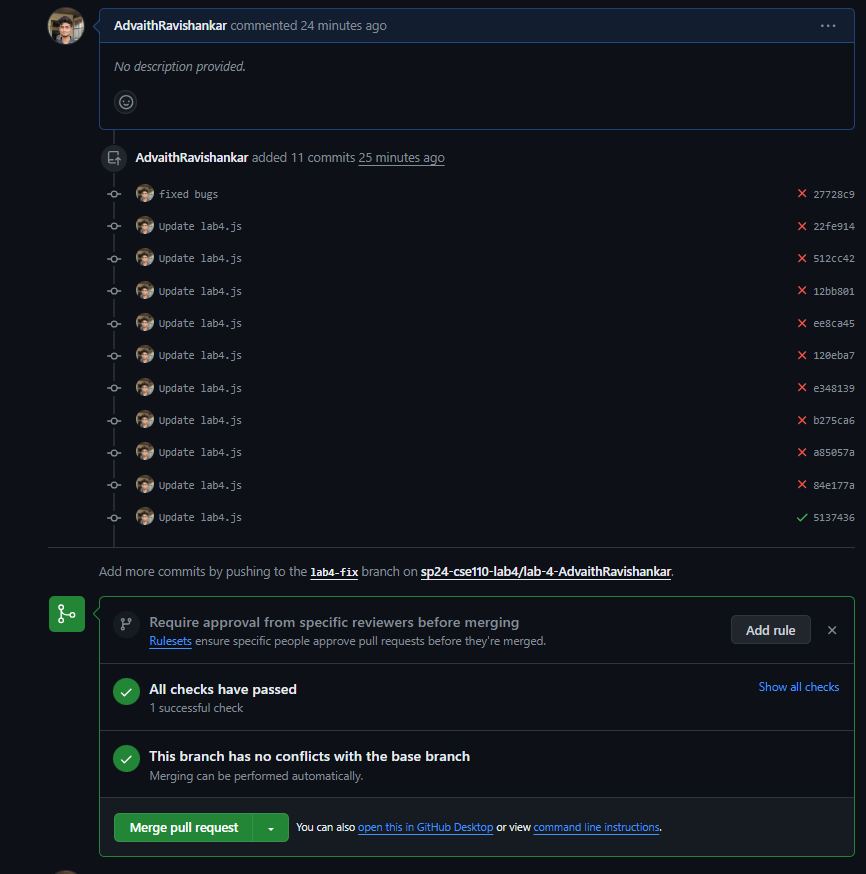 AdvaithRavishankar commented 24 minutes ago
No description provided.
AdvaithRavishankar added 11 commits 25 minutes ago
fixed bugs 27728c9
Update lab4.js 22fe914
Update lab4.js 512cc42
Update lab4.js 12bb801
Update lab4.js ee8ca45
Update lab4.js 120eba7
Update lab4.js e348139
Update lab4.js b275ca6
Update lab4.js a85057a
Update lab4.js 84e177a
Update lab4.js 5137436
Add more commits by pushing to the lab4-fix branch on sp24-cse110-lab4/lab-4-AdvaithRavishankar.
Require approval from specific reviewers before merging
Rulesets ensure specific people approve pull requests before they're merged.
Add rule
All checks have passed
1 successful check
Show all checks
This branch has no conflicts with the base branch
Merging can be performed automatically.
Merge pull request
You can also open this in GitHub Desktop or view command line instructions.